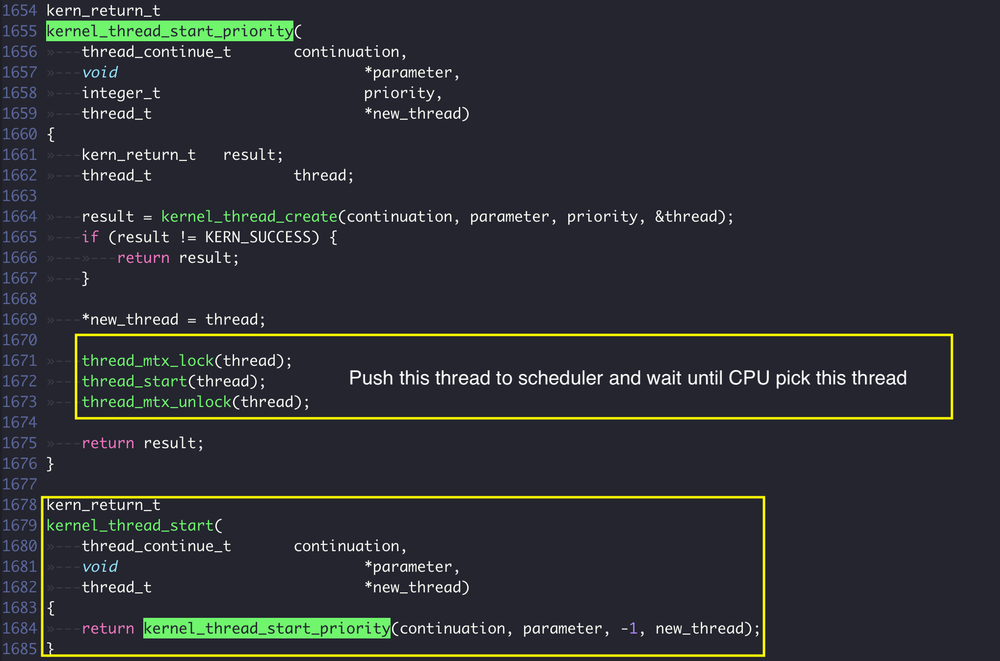 1654 kern_return_t
1655 kernel_thread_start_priority(
1656 »---thread_continue_t continuation,
1657 »---void *parameter,
1658 »---integer_t priority,
1659 »---thread_t *new_thread)
1660 {
1661 »---kern_return_t result;
1662 »---thread_t thread;
1663
1664 »---result = kernel_thread_create(continuation, parameter, priority, &thread);
1665 »---if (result != KERN_SUCCESS) {
1666 »---»---return result;
1667 »---}
1668
1669 »---*new_thread = thread;
1670
1671 »---thread_mtx_lock(thread);
1672 »---thread_start(thread);
Push this thread to scheduler and wait until CPU pick this thread
1673 »---thread_mtx_unlock(thread);
1674
1675 »---return result;
1676 }
1677
1678 kern_return_t
1679 kernel_thread_start(
1680 »---thread_continue_t continuation,
1681 »---void *parameter,
1682 »---thread_t *new_thread)
1683 {
1684 »---return kernel_thread_start_priority(continuation, parameter, -1, new_thread);
1685 }